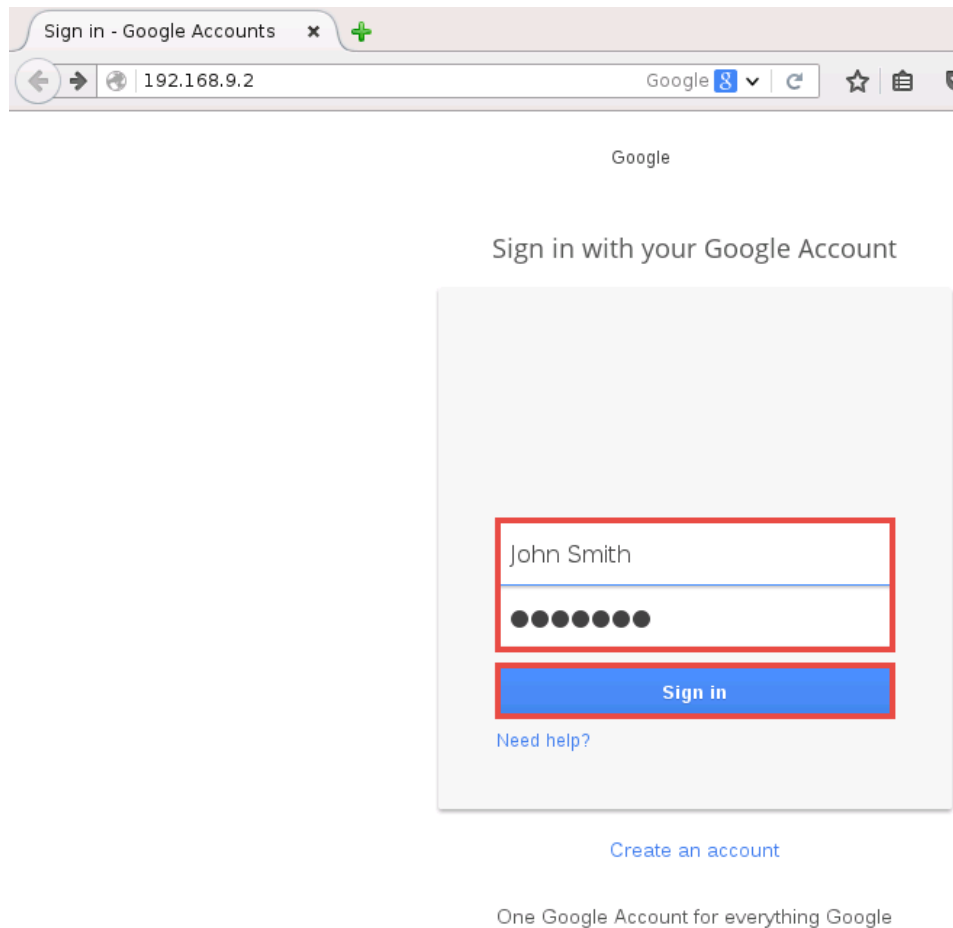 Sign in - Google Accounts
192.168.9.2
Google 8
Google
Sign in with your Google Account
John Smith
●●●●●●●
Sign in
Need help?
Create an account
One Google Account for everything Google